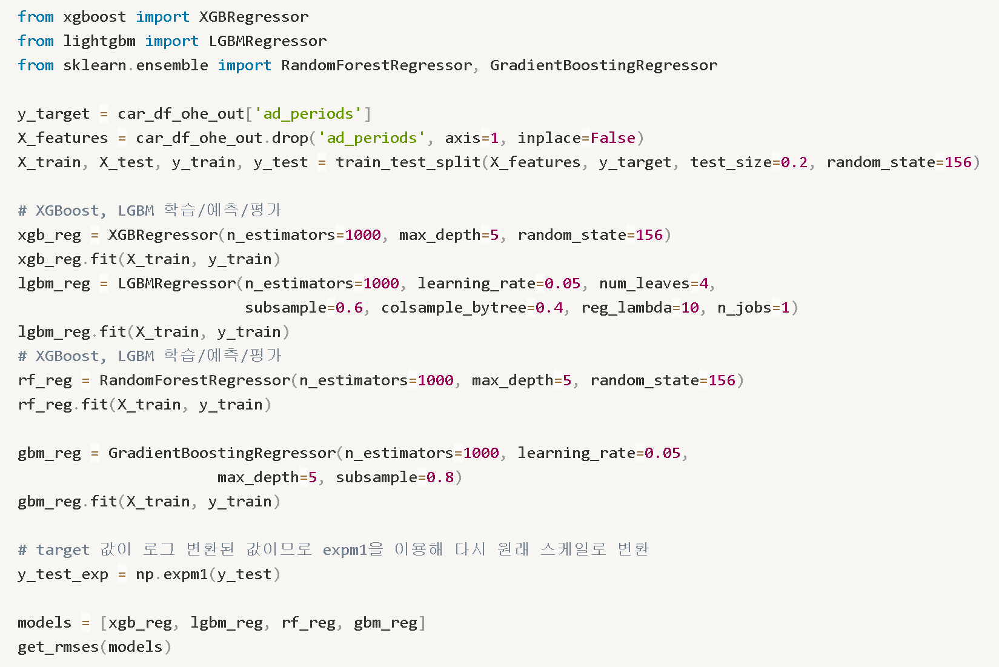 from xgboost import XGBRegressor
from lightgbm import LGBMRegressor
from sklearn.ensemble import RandomForestRegressor, GradientBoostingRegressor
y_target = car_df_ohe_out['ad_periods']
X_features = car_df_ohe_out.drop('ad_periods', axis=1, inplace=False)
X_train, X_test, y_train, y_test = train_test_split(X_features, y_target, test_size=0.2, random_state=156)
# XGBoost, LGBM 학습/예측/평가
xgb_reg = XGBRegressor(n_estimators=1000, max_depth=5, random_state=156)
xgb_reg.fit(X_train, y_train)
lgbm_reg = LGBMRegressor(n_estimators=1000, learning_rate=0.05, num_leaves=4,
subsample=0.6, colsample_bytree=0.4, reg_lambda=10, n_jobs=1)
lgbm_reg.fit(X_train, y_train)
# XGBoost, LGBM 학습/예측/평가
rf_reg = RandomForestRegressor(n_estimators=1000, max_depth=5, random_state=156)
rf_reg.fit(X_train, y_train)
gbm_reg = GradientBoostingRegressor(n_estimators=1000, learning_rate=0.05,
max_depth=5, subsample=0.8)
gbm_reg.fit(X_train, y_train)
# target 값이 로그 변환된 값이므로 expm1을 이용해 다시 원래 스케일로 변환
y_test_exp = np.expm1(y_test)
models = [xgb_reg, lgbm_reg, rf_reg, gbm_reg]
get_rmses(models)